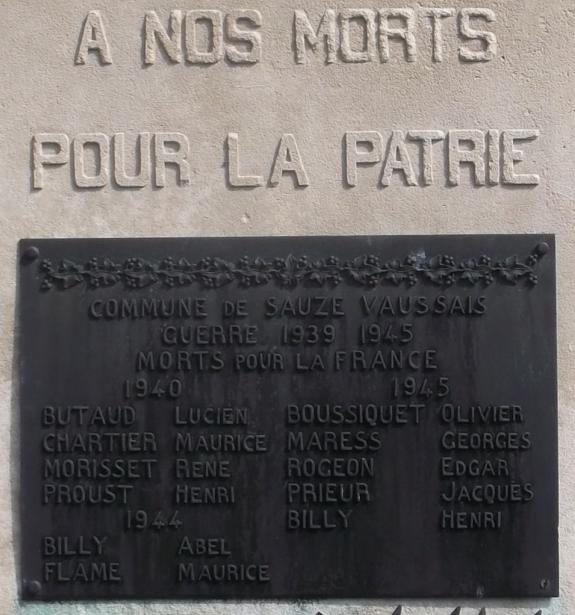 A NOS MORTS
POUR LA PATRIE
COMMUNE DE SAUZE VAUSSAIS
GUERRE 1939 1945
MORTS POUR LA FRANCE
1940
BUTAUD LUCIEN
CHARTIER MAURICE
MORISSET RENE
PROUST HENRI
1944
BILLY ABEL
FLAME MAURICE
1945
BOUSSIQUET OLIVIER
MARESS GEORGES
ROGEON EDGAR
PRIEUR JACQUES
BILLY HENRI